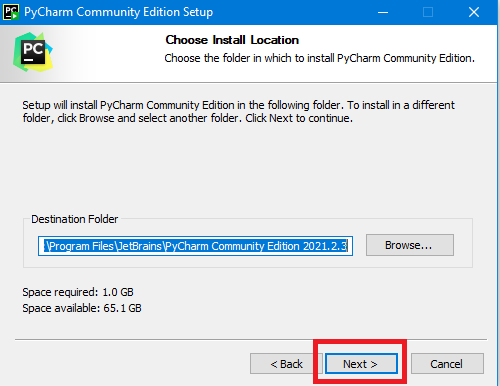 PyCharm Community Edition Setup
PC
Choose Install Location
Choose the folder in which to install PyCharm Community Edition.
Setup will install PyCharm Community Edition in the following folder. To install in a different
folder, click Browse and select another folder. Click Next to continue.
Destination Folder
:\Program Files\JetBrains\PyCharm Community Edition 2021.2.3
Browse...
Space required: 1.0 GB
Space available: 65.1 GB
< Back
Next >
Cancel